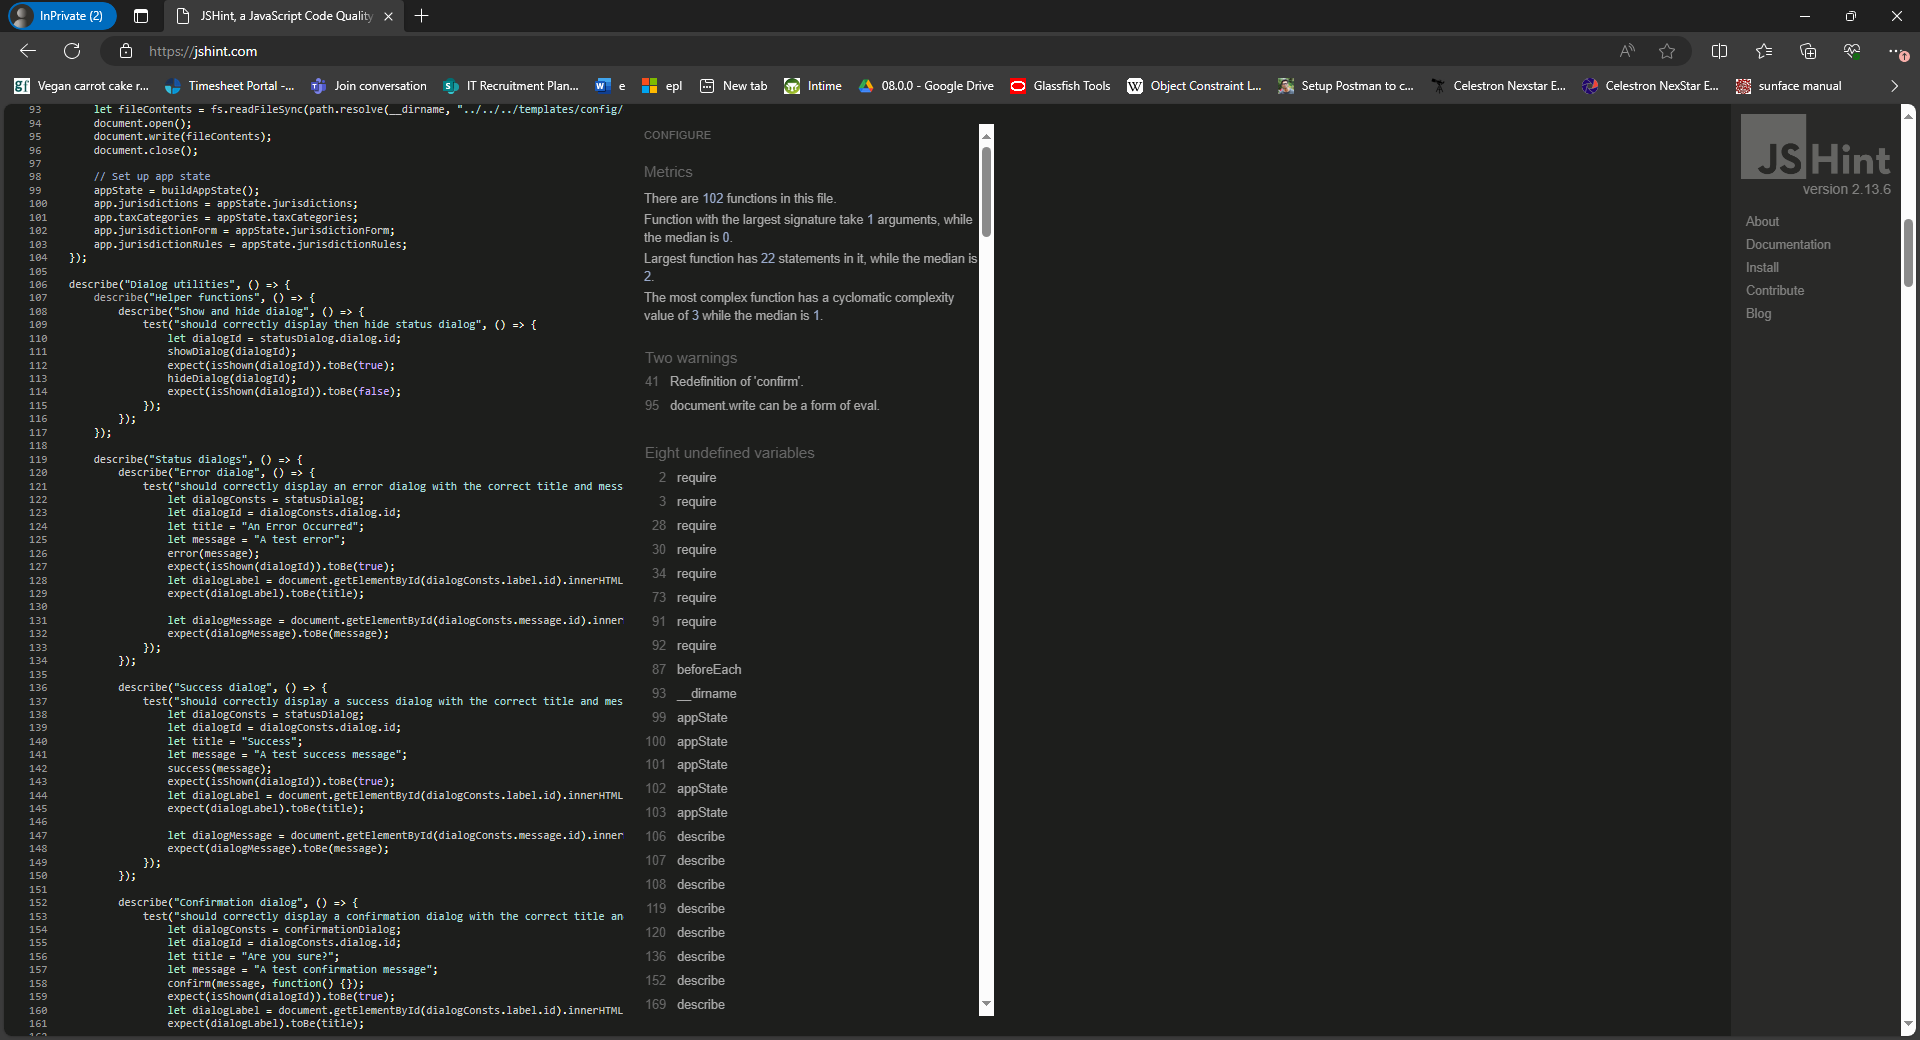 InPrivate (2)
JSHint, a JavaScript Code Quality
https://jshint.com
Vegan carrot cake r...
Timesheet Portal -...
Join conversation
IT Recruitment Plan...
e
epl
New tab
Intime
08.0.0 - Google Drive
Glassfish Tools
Object Constraint L...
Setup Postman to c...
Celestron Nexstar E...
Celestron NexStar E...
sunface manual
93 let fileContents = fs.readFileSync(path.resolve(__dirname, "../../../templates/config/
94 document.open();
95 document.write(fileContents);
96 document.close();
97
98 // Set up app state
99 appState = buildAppState();
100 app.jurisdictions = appState.jurisdictions;
101 app.taxCategories = appState.taxCategories;
102 app.jurisdictionForm = appState.jurisdictionForm;
103 app.jurisdictionRules = appState.jurisdictionRules;
104 });
105
106 describe("Dialog utilities", () => {
107 describe("Helper functions", () => {
108 describe("Show and hide dialog", () => {
109 test("should correctly display then hide status dialog", () => {
110 let dialogId = statusDialog.dialog.id;
111 showDialog(dialogId);
112 expect(isShown(dialogId)).toBe(true);
113 hideDialog(dialogId);
114 expect(isShown(dialogId)).toBe(false);
115 });
116 });
117 });
118
119 describe("Status dialogs", () => {
120 describe("Error dialog", () => {
121 test("should correctly display an error dialog with the correct title and mess
122 let dialogConsts = statusDialog;
123 let dialogId = dialogConsts.dialog.id;
124 let title = "An Error Occurred";
125 let message = "A test error";
126 error(message);
127 expect(isShown(dialogId)).toBe(true);
128 let dialogLabel = document.getElementById(dialogConsts.label.id).innerHTML
129 expect(dialogLabel).toBe(title);
130
131 let dialogMessage = document.getElementById(dialogConsts.message.id).inner
132 expect(dialogMessage).toBe(message);
133 });
134 });
135
136 describe("Success dialog", () => {
137 test("should correctly display a success dialog with the correct title and mes
138 let dialogConsts = statusDialog;
139 let dialogId = dialogConsts.dialog.id;
140 let title = "Success";
141 let message = "A test success message";
142 success(message);
143 expect(isShown(dialogId)).toBe(true);
144 let dialogLabel = document.getElementById(dialogConsts.label.id).innerHTML
145 expect(dialogLabel).toBe(title);
146
147 let dialogMessage = document.getElementById(dialogConsts.message.id).inner
148 expect(dialogMessage).toBe(message);
149 });
150 });
151
152 describe("Confirmation dialog", () => {
153 test("should correctly display a confirmation dialog with the correct title an
154 let dialogConsts = confirmationDialog;
155 let dialogId = dialogConsts.dialog.id;
156 let title = "Are you sure?";
157 let message = "A test confirmation message";
158 confirm(message, function() {});
159 expect(isShown(dialogId)).toBe(true);
160 let dialogLabel = document.getElementById(dialogConsts.label.id).innerHTML
161 expect(dialogLabel).toBe(title);
CONFIGURE
Metrics
There are 102 functions in this file.
Function with the largest signature take 1 arguments, while
the median is 0.
Largest function has 22 statements in it, while the median is
2.
The most complex function has a cyclomatic complexity
value of 3 while the median is 1.
Two warnings
41 Redefinition of 'confirm'.
95 document.write can be a form of eval.
Eight undefined variables
2 require
3 require
28 require
30 require
34 require
73 require
91 require
92 require
87 beforeEach
93 __dirname
99 appState
100 appState
101 appState
102 appState
103 appState
106 describe
107 describe
108 describe
119 describe
120 describe
136 describe
152 describe
169 describe
JSHint
version 2.13.6
About
Documentation
Install
Contribute
Blog